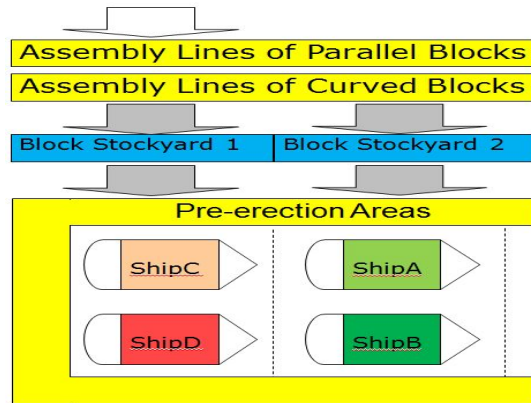 Assembly Lines of Parallel Blocks
Assembly Lines of Curved Blocks
Block Stockyard 1 Block Stockyard 2
Pre-erection Areas
ShipC ShipA
ShipD ShipB